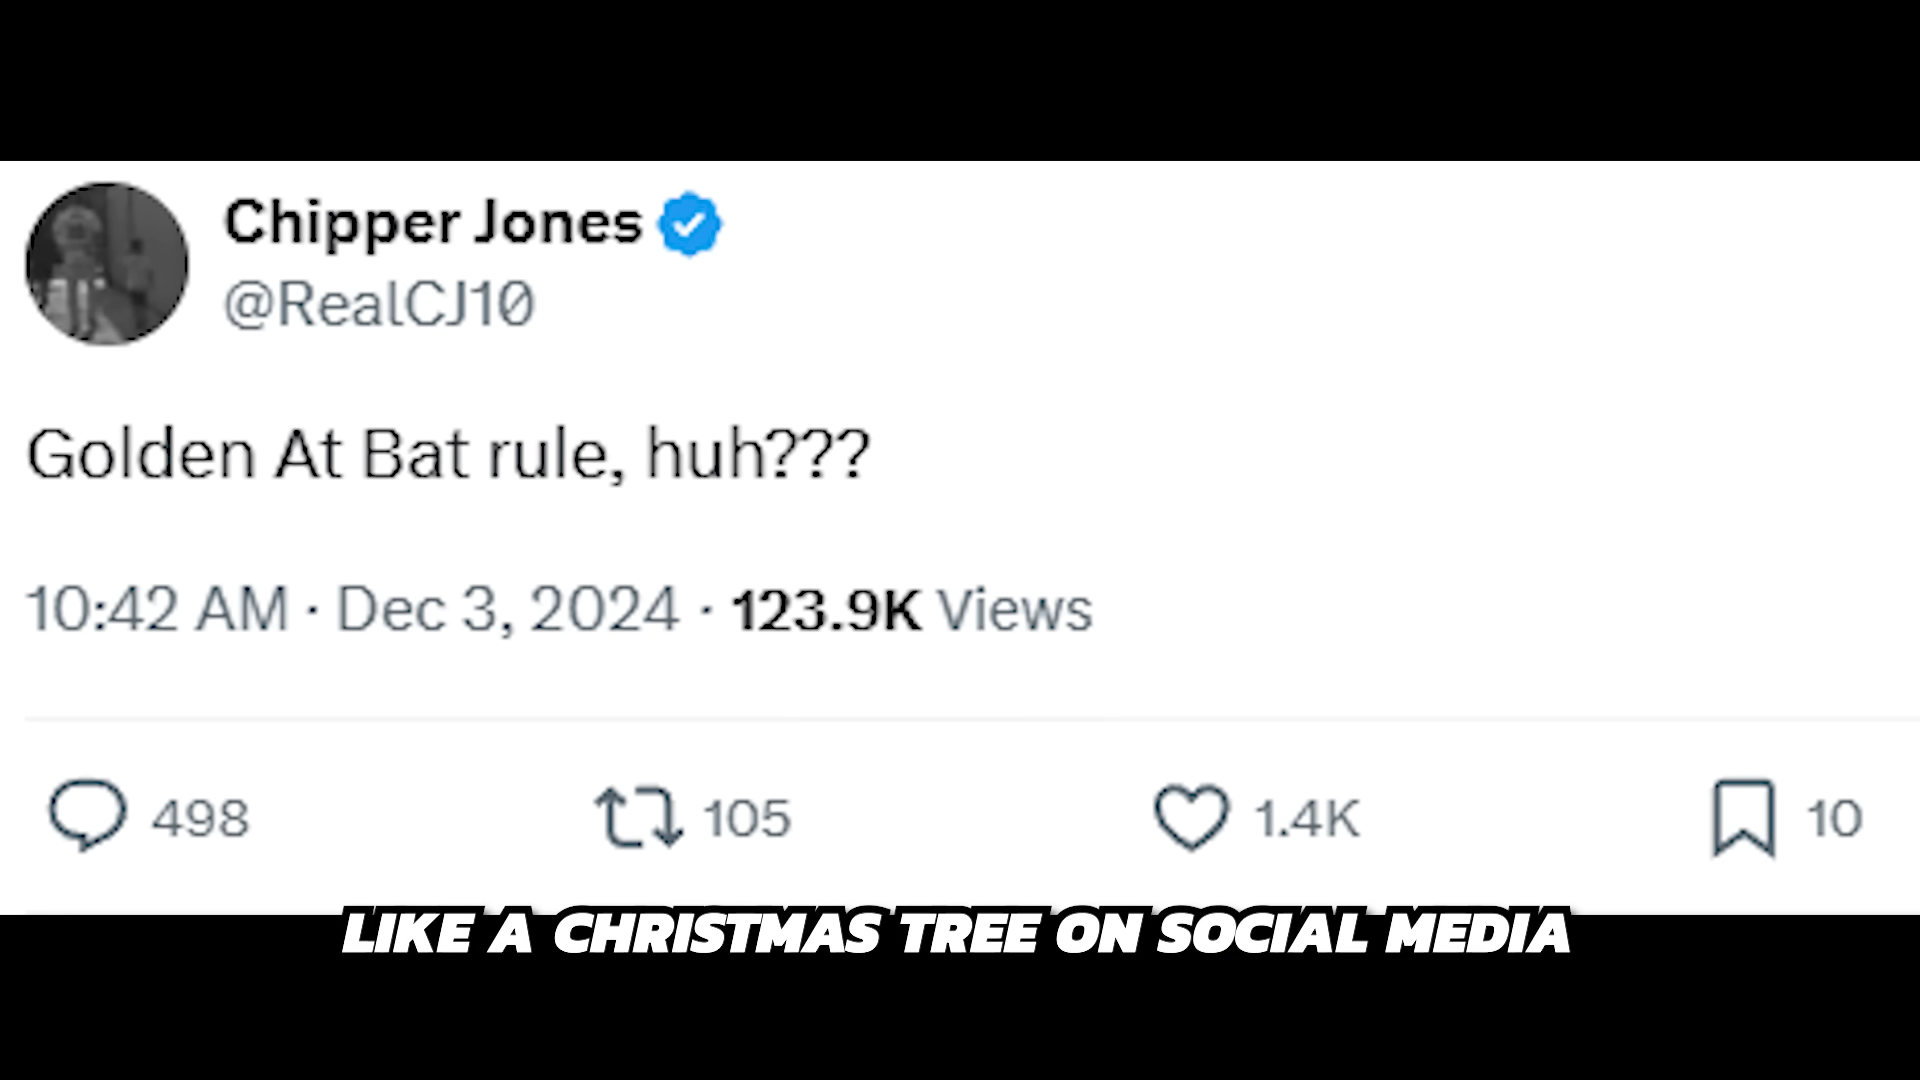 Chipper Jones
@RealCJ10
Golden At Bat rule, huh???
10:42 AM · Dec 3, 2024 · 123.9K Views
498 105 1.4K 10
LIKE A CHRISTMAS TREE ON SOCIAL MEDIA